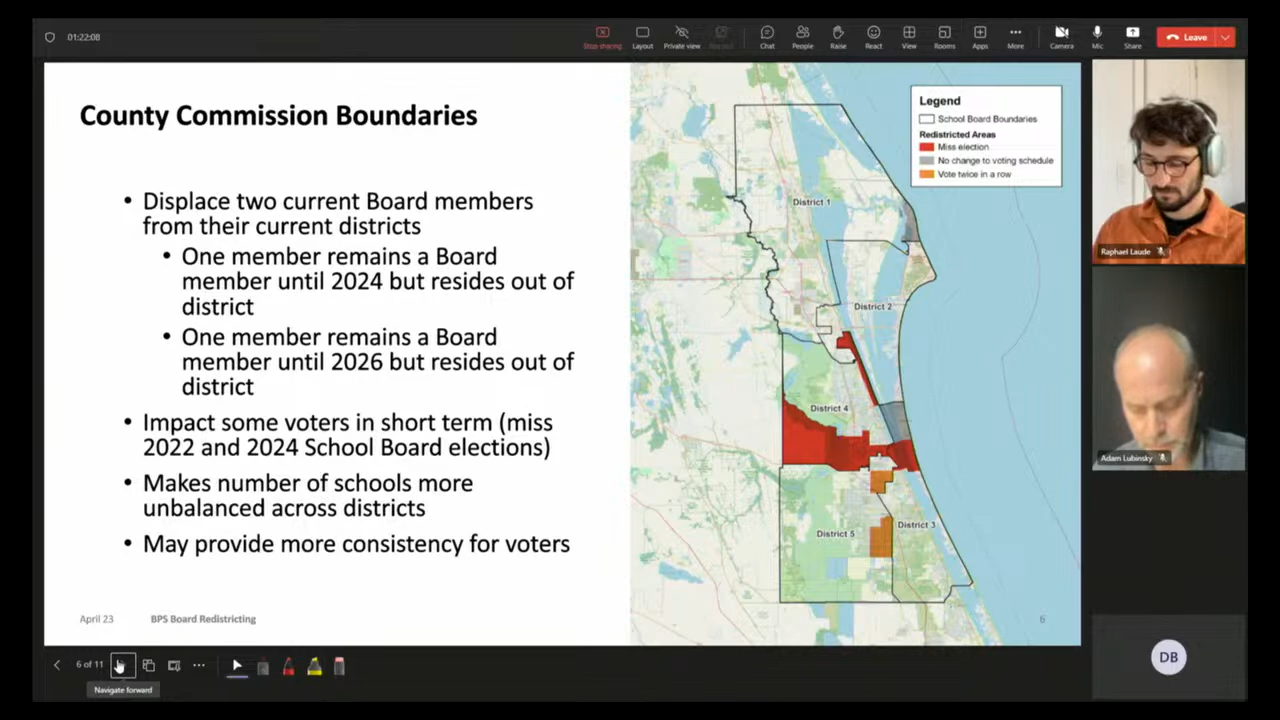 01:22:08
Stop sharing
Layout
Private view
Chat
People
Raise
React
View
Rooms
Apps
More
Camera
Mic
Share
Leave
County Commission Boundaries
• Displace two current Board members
from their current districts
• One member remains a Board
member until 2024 but resides out of
district
• One member remains a Board
member until 2026 but resides out of
district
• Impact some voters in short term (miss
2022 and 2024 School Board elections)
• Makes number of schools more
unbalanced across districts
• May provide more consistency for voters
April 23
BPS Board Redistricting
6
Legend
School Board Boundaries
Redistricted Areas
Miss election
No change to voting schedule
Vote twice in a row
District 1
District 2
District 4
District 3
District 5
Raphael Laude
Adam Lubinsky
DB
6 of 11
Navigate forward